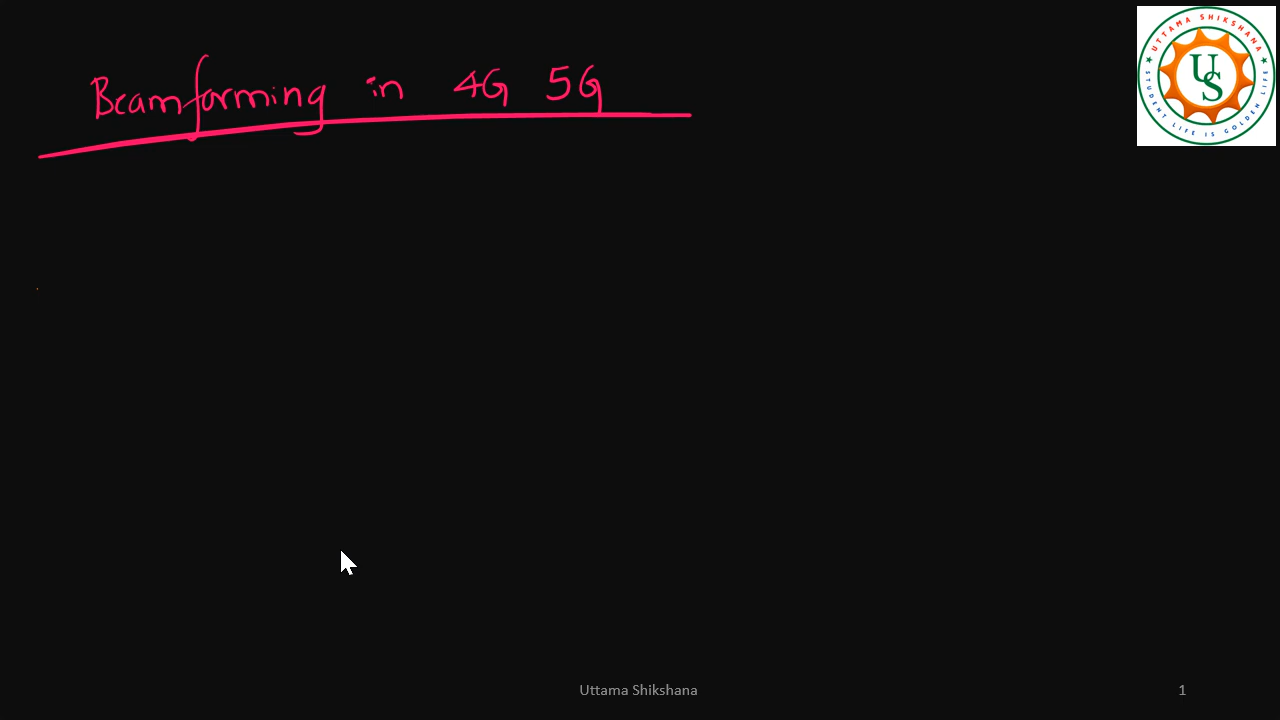 Beamforming in 4G 5G
UTTAMA SHIKSHANA
US
STUDENT LIFE IS GOLDEN LIFE
Uttama Shikshana
1